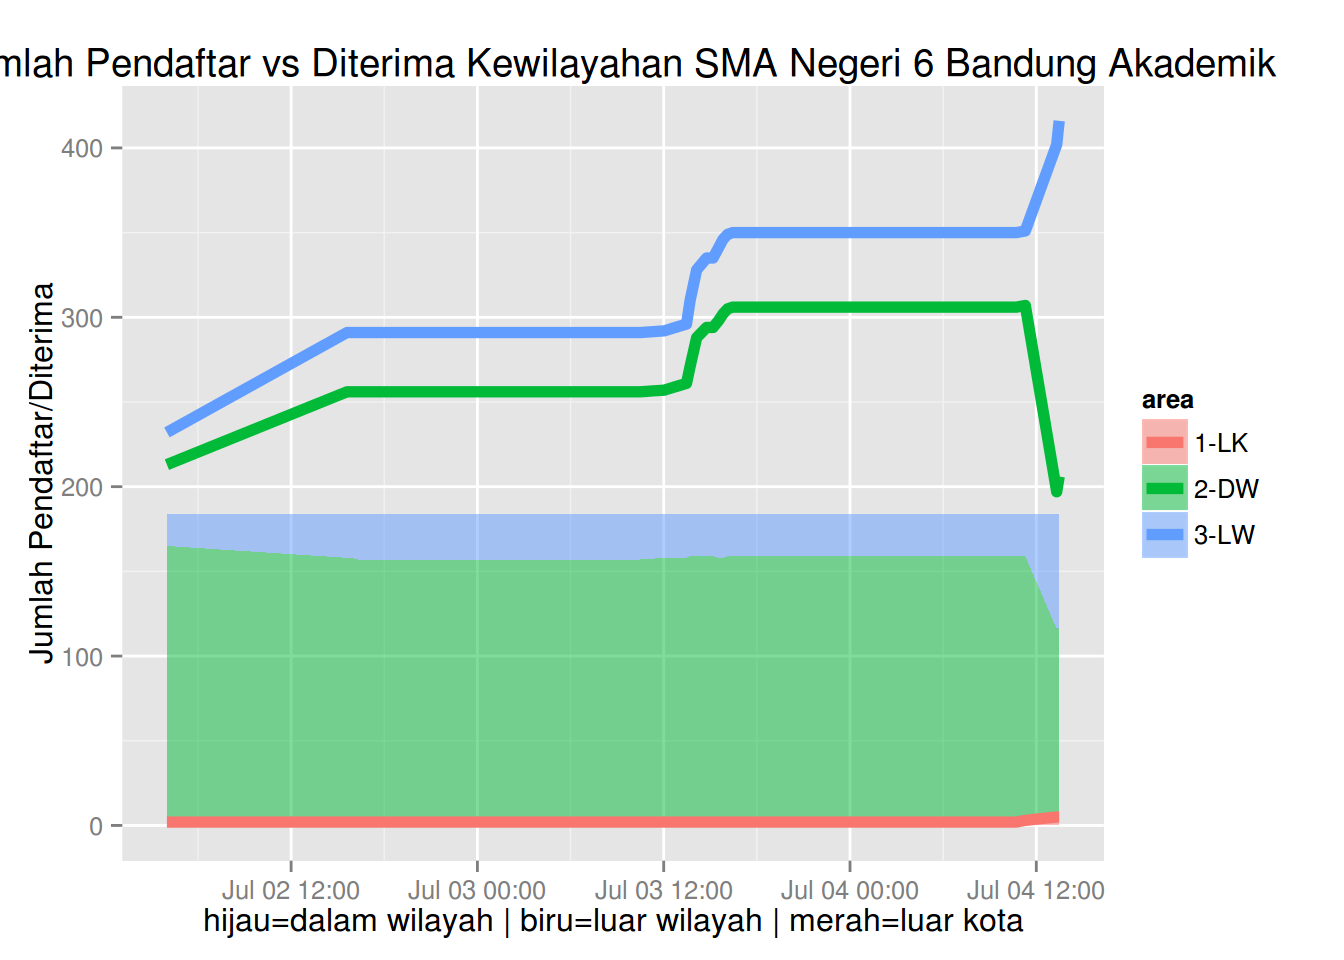 mlah Pendaftar vs Diterima Kewilayahan SMA Negeri 6 Bandung Akademik
Jumlah Pendaftar/Diterima
400
300
200
100
0
Jul 02 12:00 Jul 03 00:00 Jul 03 12:00 Jul 04 00:00 Jul 04 12:00
hijau=dalam wilayah | biru=luar wilayah | merah=luar kota
area
1-LK
2-DW
3-LW